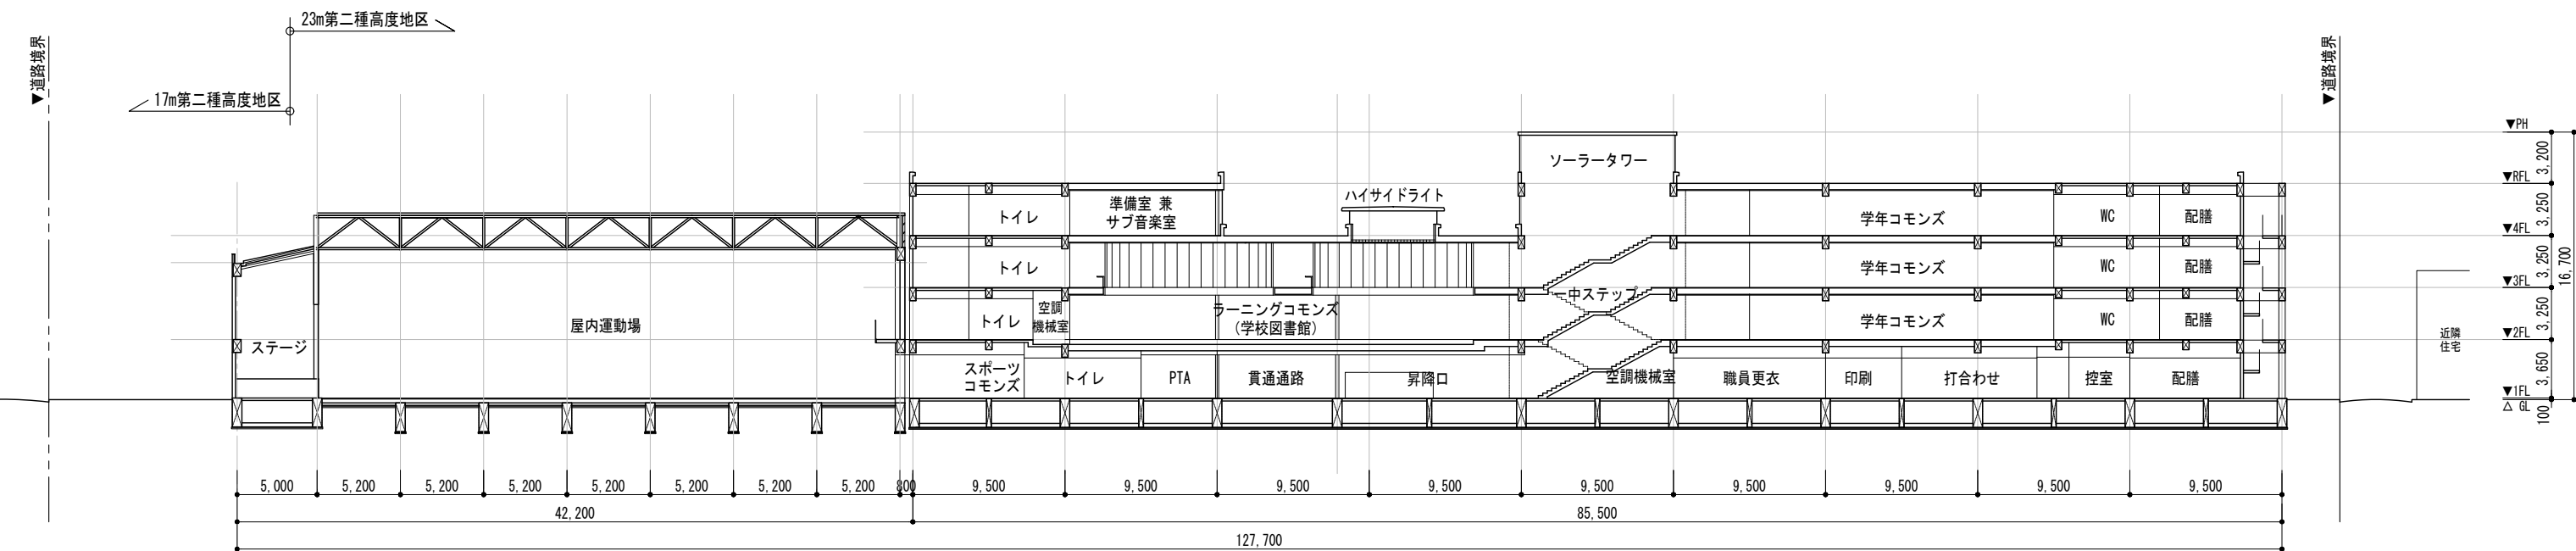 23m第二種高度地区
17m第二種高度地区
▼道路境界
▼道路境界
▼PH
3,200
▼RFL
3,250
▼4FL
3,250
▼3FL
3,250
▼2FL
3,650
▼1FL
△ GL
100
16,700
ソーラータワー
ハイサイドライト
準備室 兼
サブ音楽室
トイレ
学年コモンズ
WC
配膳
トイレ
学年コモンズ
WC
配膳
トイレ
空調
機械室
ラーニングコモンズ
(学校図書館)
一中ステップ
学年コモンズ
WC
配膳
近隣
住宅
ステージ
屋内運動場
スポーツ
コモンズ
トイレ
PTA
貫通通路
昇降口
空調機械室
職員更衣
印刷
打合わせ
控室
配膳
5,000
5,200
5,200
5,200
5,200
5,200
5,200
5,200
800
9,500
9,500
9,500
9,500
9,500
9,500
9,500
9,500
9,500
42,200
85,500
127,700